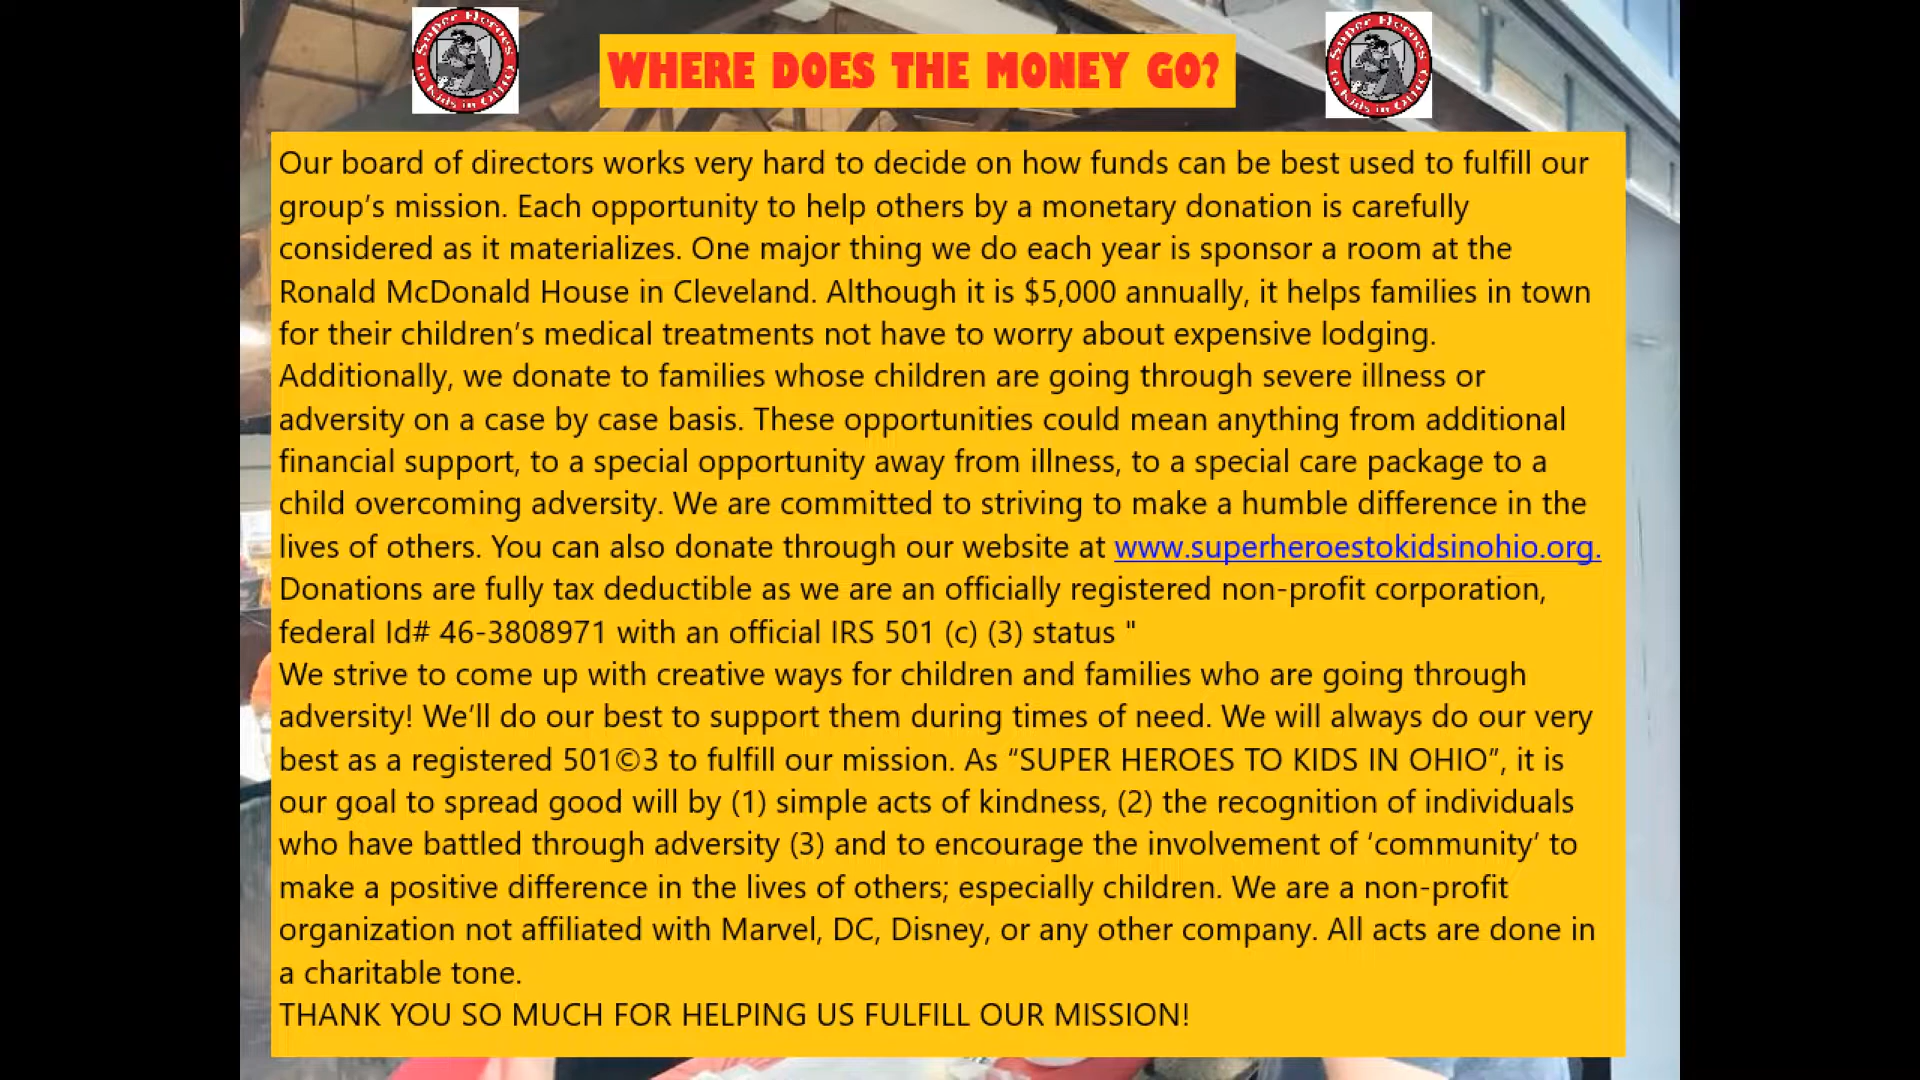 Super Heroes
to Kids in Ohio
WHERE DOES THE MONEY GO?
Super Heroes
to Kids in Ohio
Our board of directors works very hard to decide on how funds can be best used to fulfill our
group’s mission. Each opportunity to help others by a monetary donation is carefully
considered as it materializes. One major thing we do each year is sponsor a room at the
Ronald McDonald House in Cleveland. Although it is $5,000 annually, it helps families in town
for their children’s medical treatments not have to worry about expensive lodging.
Additionally, we donate to families whose children are going through severe illness or
adversity on a case by case basis. These opportunities could mean anything from additional
financial support, to a special opportunity away from illness, to a special care package to a
child overcoming adversity. We are committed to striving to make a humble difference in the
lives of others. You can also donate through our website at www.superheroestokidsinohio.org.
Donations are fully tax deductible as we are an officially registered non-profit corporation,
federal Id# 46-3808971 with an official IRS 501 (c) (3) status "
We strive to come up with creative ways for children and families who are going through
adversity! We’ll do our best to support them during times of need. We will always do our very
best as a registered 501©3 to fulfill our mission. As “SUPER HEROES TO KIDS IN OHIO”, it is
our goal to spread good will by (1) simple acts of kindness, (2) the recognition of individuals
who have battled through adversity (3) and to encourage the involvement of ‘community’ to
make a positive difference in the lives of others; especially children. We are a non-profit
organization not affiliated with Marvel, DC, Disney, or any other company. All acts are done in
a charitable tone.
THANK YOU SO MUCH FOR HELPING US FULFILL OUR MISSION!